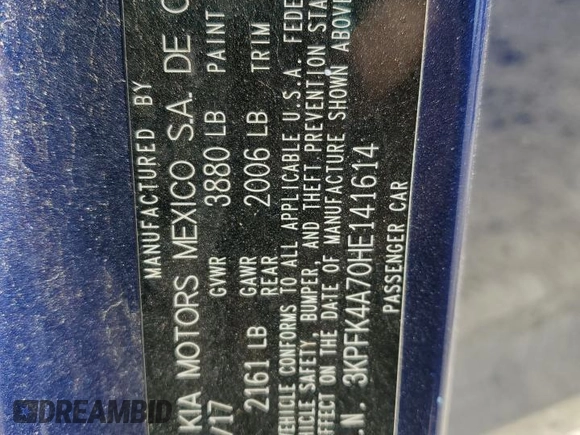 MANUFACTURED BY
KIA MOTORS MEXICO S.A. DE C
/17 GVWR 3880 LB PAINT
2161 LB GAWR REAR 2006 LB TRIM
VEHICLE CONFORMS TO ALL APPLICABLE U.S.A. FEDE
VEHICLE SAFETY BUMPER, AND THEFT PREVENTION STA
EFFECT ON THE DATE OF MANUFACTURE SHOWN ABOVE
.N. 3KPFK4A70HE141614
PASSENGER CAR
DREAMBID